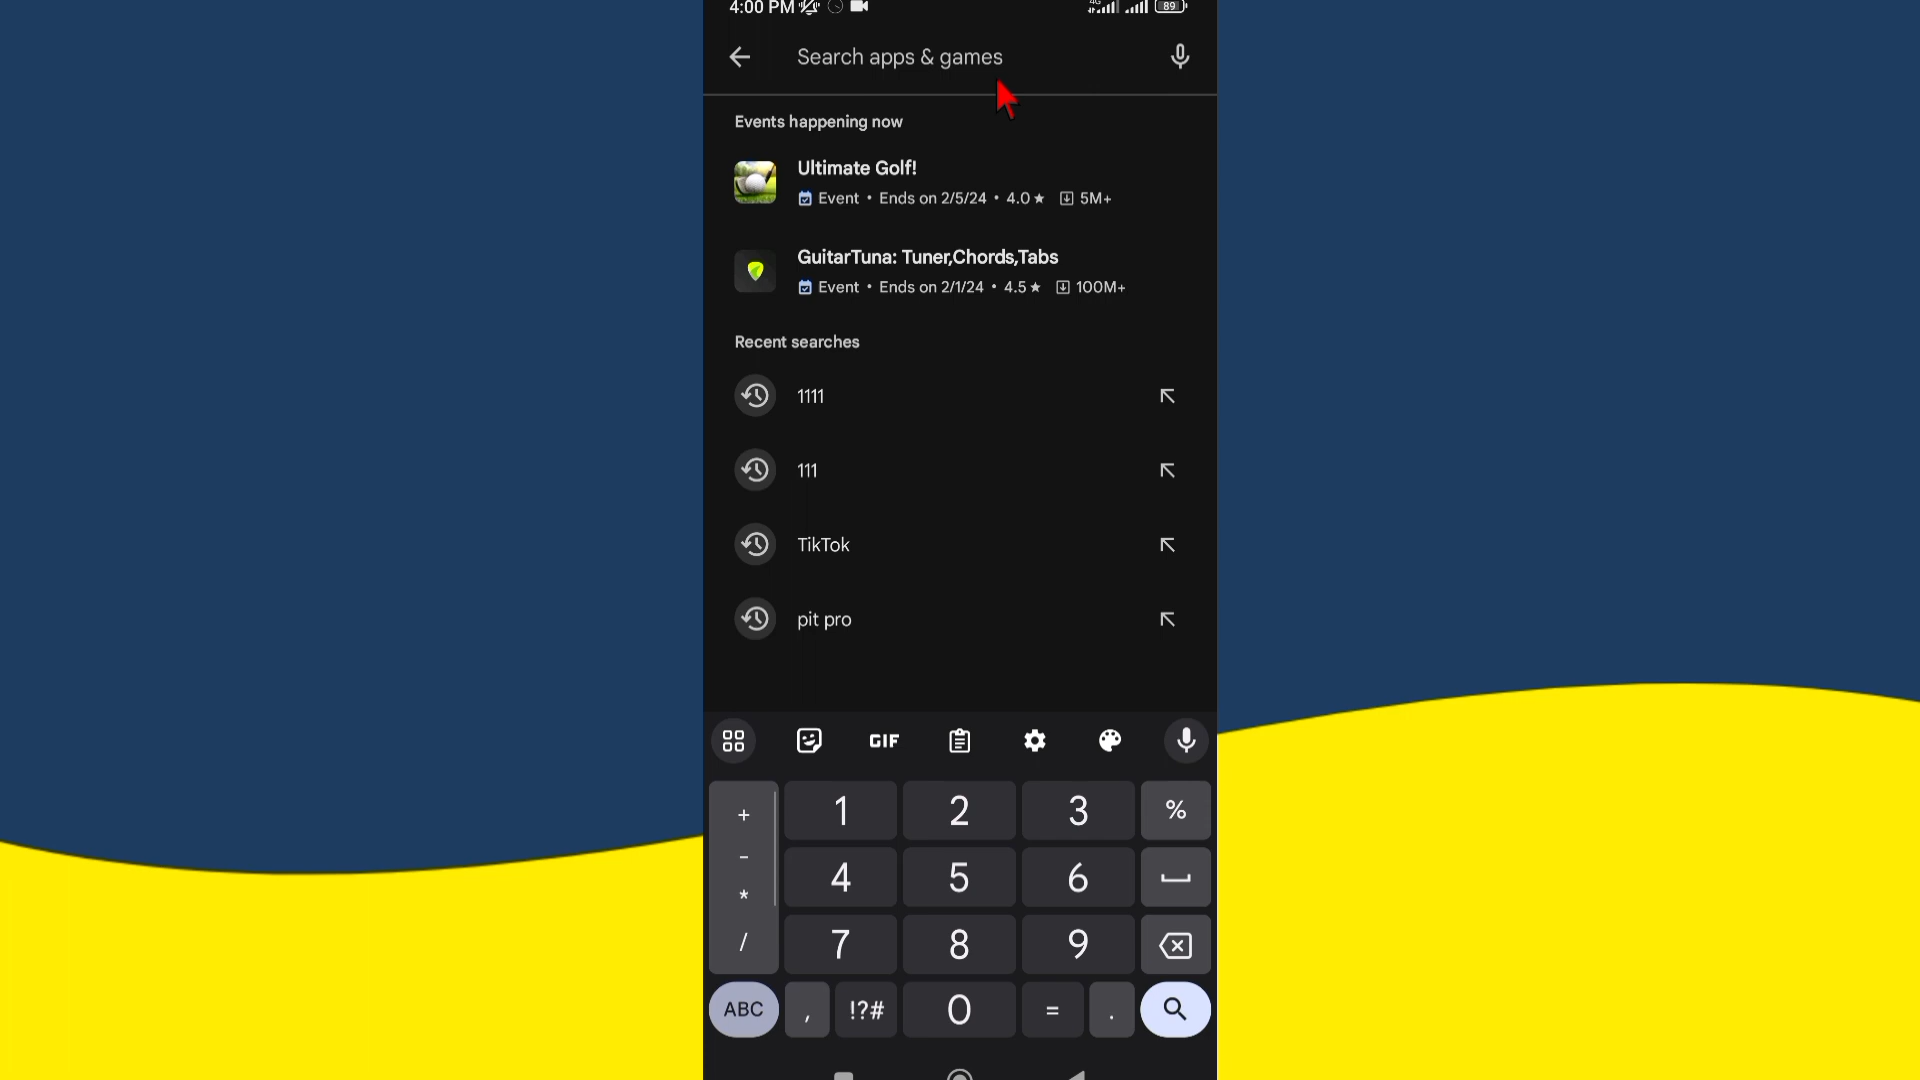 4:00 PM 4G 89
Search apps & games
Events happening now
Ultimate Golf!
Event • Ends on 2/5/24 • 4.0 ★ 5M+
GuitarTuna: Tuner,Chords,Tabs
Event • Ends on 2/1/24 • 4.5 ★ 100M+
Recent searches
1111
111
TikTok
pit pro
GIF
+ 1 2 3 %
- 4 5 6
*
/ 7 8 9
ABC , !?# 0 = .